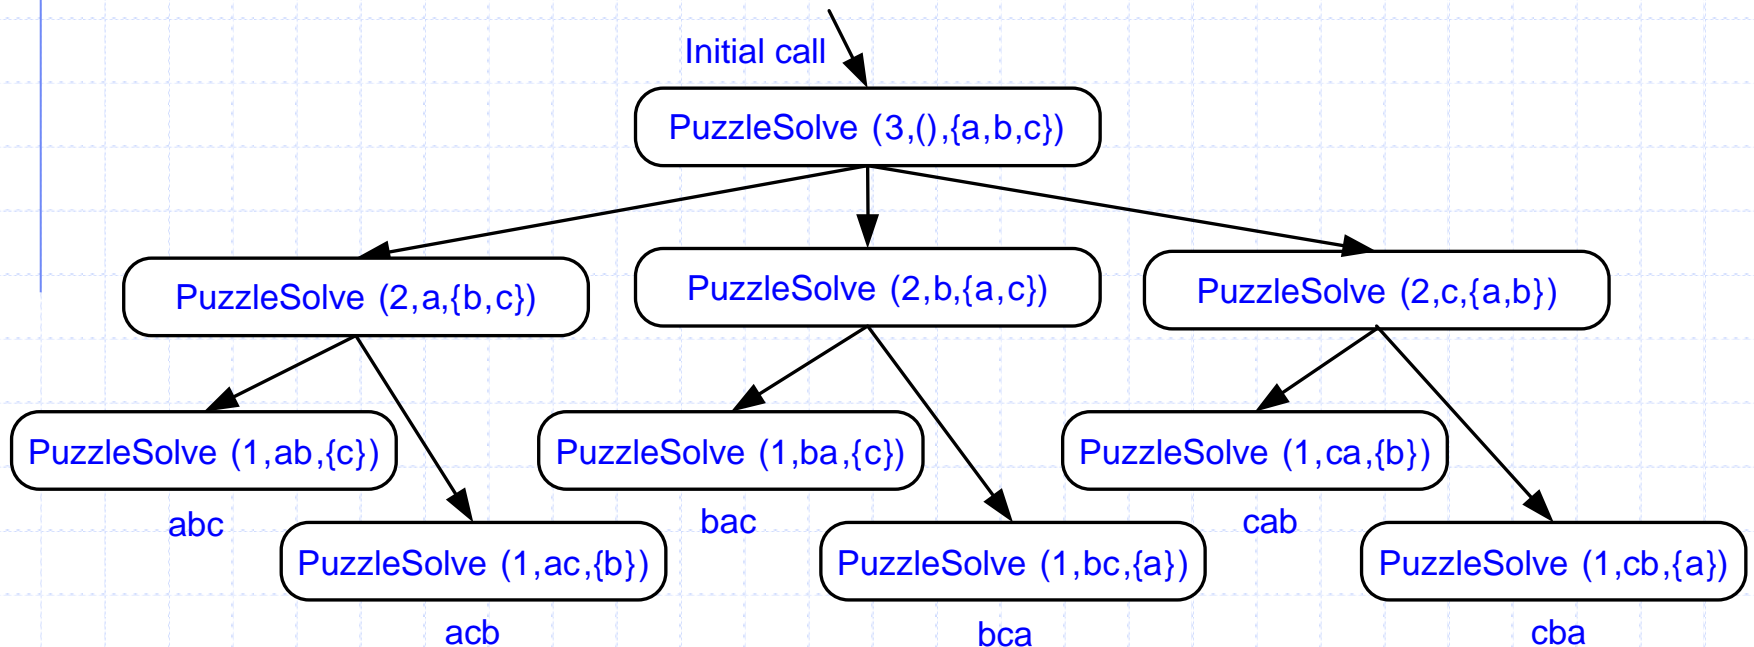 Initial call
PuzzleSolve (3,(),{a,b,c})
PuzzleSolve (2,a,{b,c})
PuzzleSolve (2,b,{a,c})
PuzzleSolve (2,c,{a,b})
PuzzleSolve (1,ab,{c})
PuzzleSolve (1,ba,{c})
PuzzleSolve (1,ca,{b})
abc
bac
cab
PuzzleSolve (1,ac,{b})
PuzzleSolve (1,bc,{a})
PuzzleSolve (1,cb,{a})
acb
bca
cba